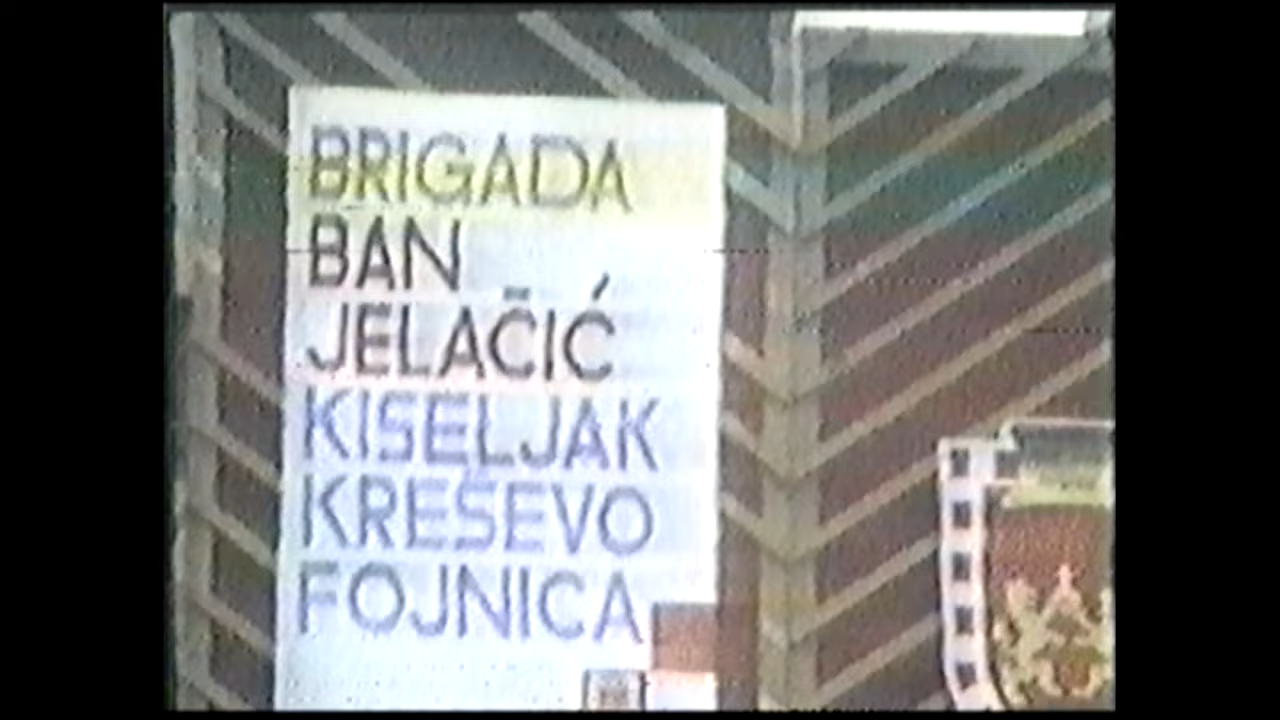 BRIGADA
BAN
JELAČIĆ
KISELJAK
KREŠEVO
FOJNICA